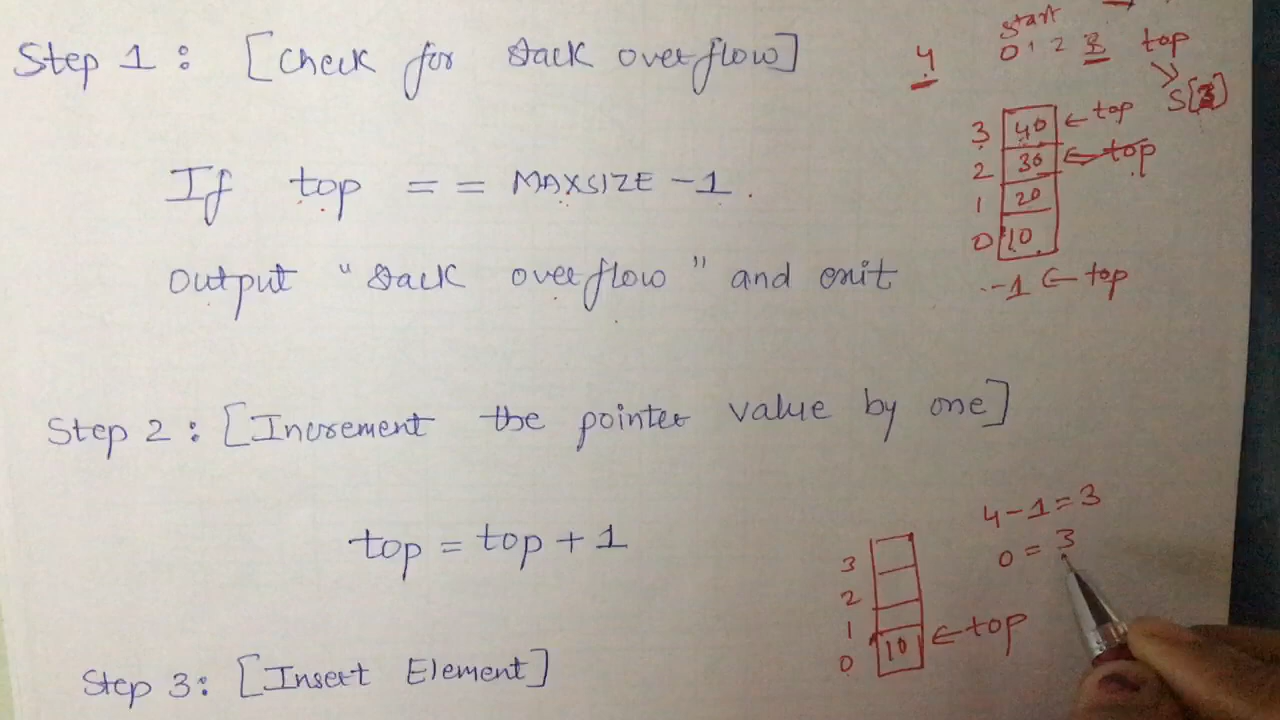 Step 1 : [Check for stack overflow]
4
start
0 1 2 3
top
S[3]
3 40 ← top
2 30 ← top
1 20
0 10
-1 ← top
If top == MAXSIZE -1.
Output "Stack overflow" and exit
Step 2 : [Increment the pointer value by one]
top = top + 1
4 - 1 = 3
0 = 3
3
2
1
0 10 ← top
Step 3: [Insert Element]